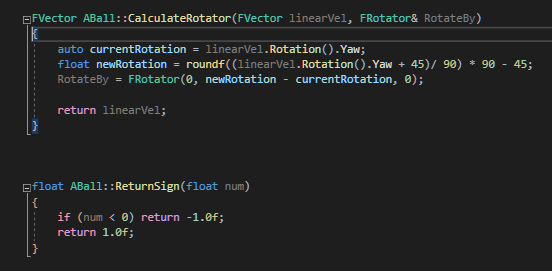 FVector ABall::CalculateRotator(FVector linearVel, FRotator& RotateBy)
{
    auto currentRotation = linearVel.Rotation().Yaw;
    float newRotation = roundf((linearVel.Rotation().Yaw + 45)/ 90) * 90 - 45;
    RotateBy = FRotator(0, newRotation - currentRotation, 0);

    return linearVel;
}

float ABall::ReturnSign(float num)
{
    if (num < 0) return -1.0f;
    return 1.0f;
}